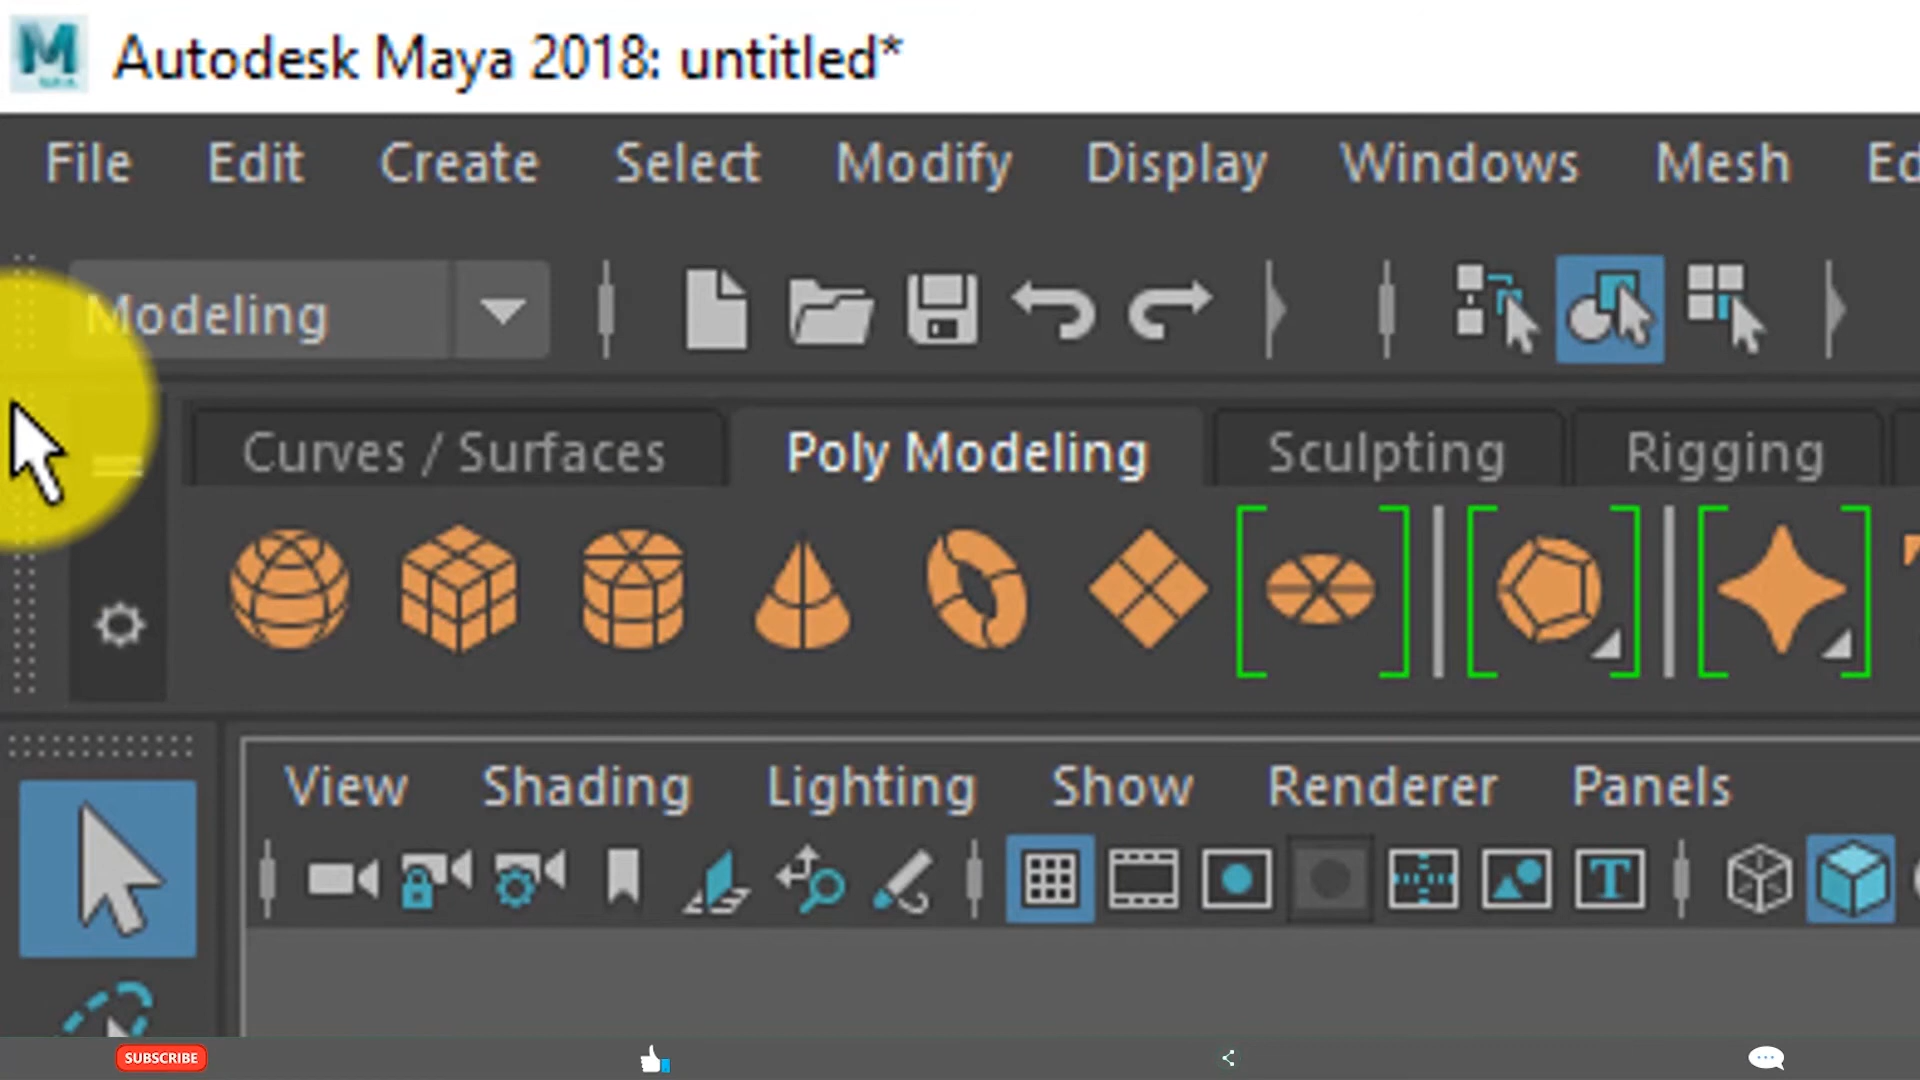 Autodesk Maya 2018: untitled*
File Edit Create Select Modify Display Windows Mesh Ed
Modeling
Curves / Surfaces Poly Modeling Sculpting Rigging
View Shading Lighting Show Renderer Panels
T
SUBSCRIBE